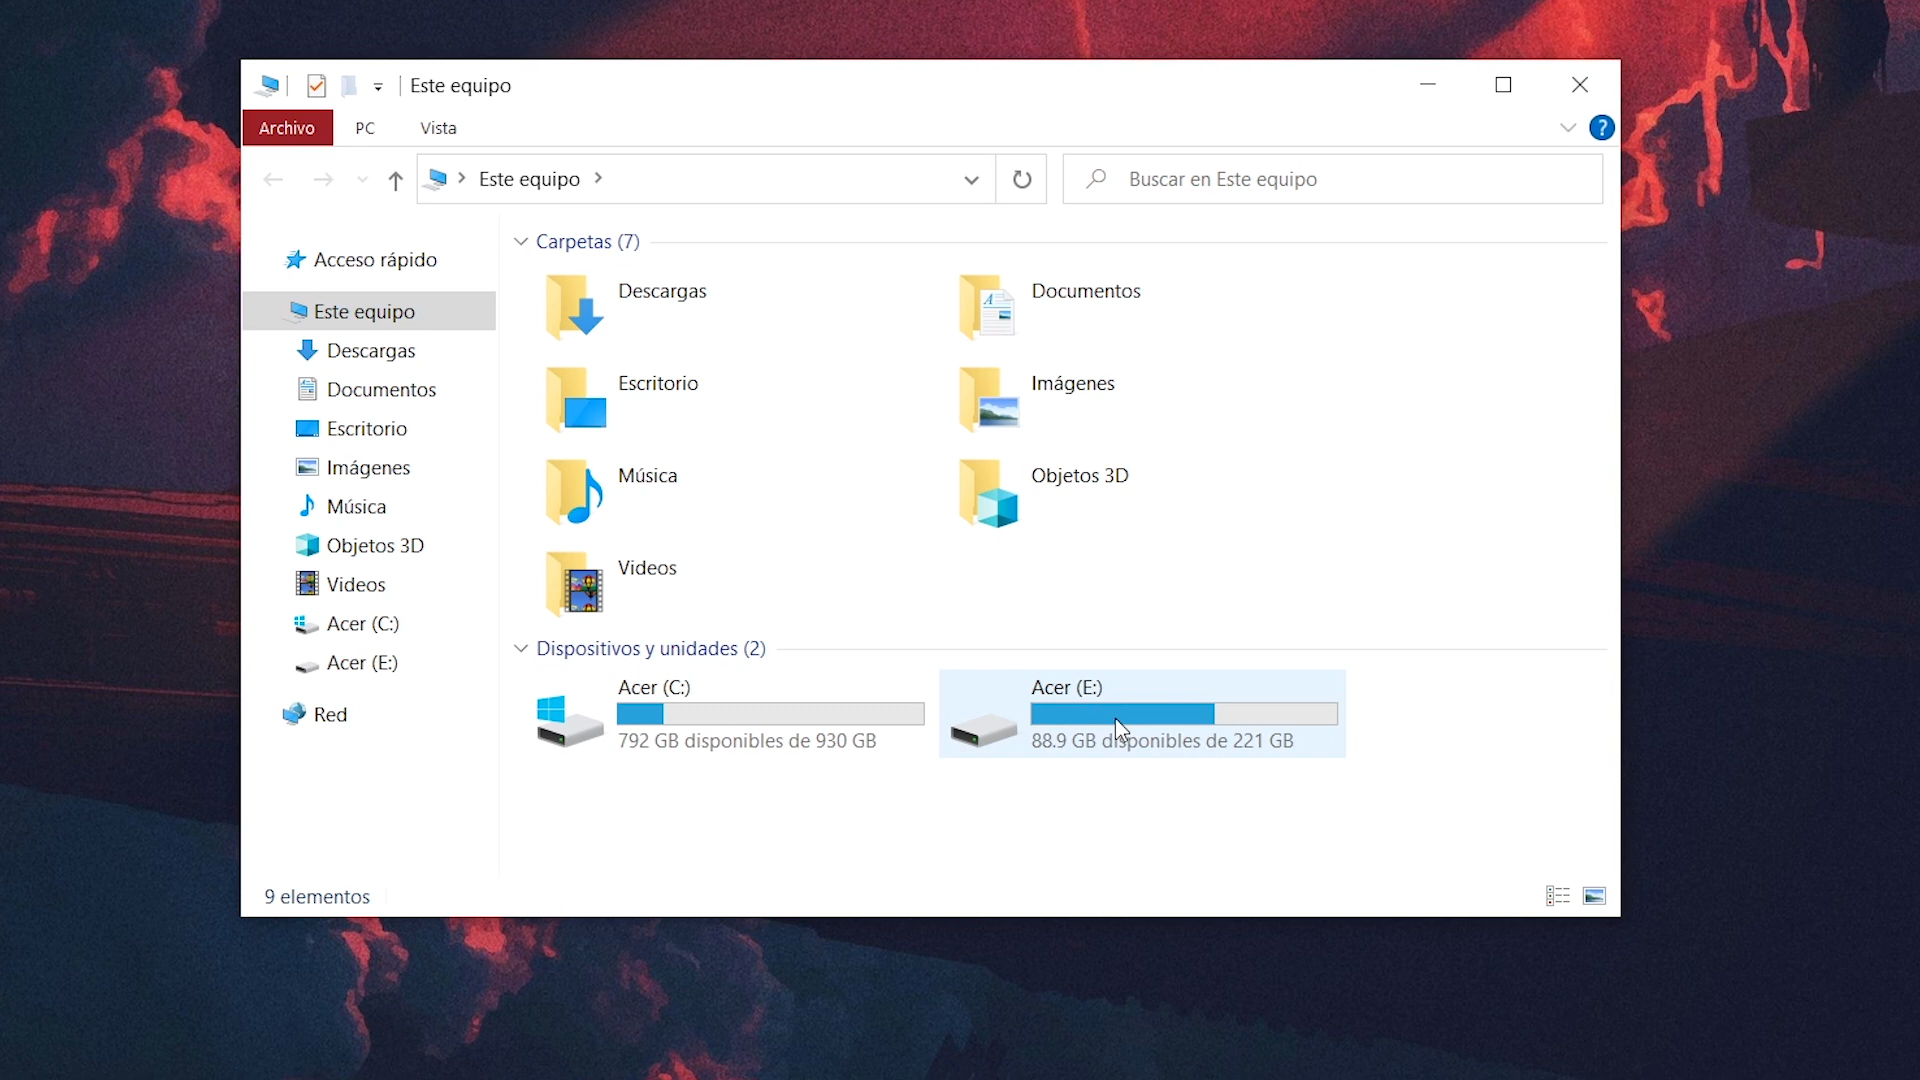 Este equipo
Archivo PC Vista
?
Este equipo
Buscar en Este equipo
Acceso rápido
Este equipo
Descargas
Documentos
Escritorio
Imágenes
Música
Objetos 3D
Videos
Acer (C:)
Acer (E:)
Red
Carpetas (7)
Descargas
Documentos
Escritorio
Imágenes
Música
Objetos 3D
Videos
Dispositivos y unidades (2)
Acer (C:)
792 GB disponibles de 930 GB
Acer (E:)
88.9 GB disponibles de 221 GB
9 elementos